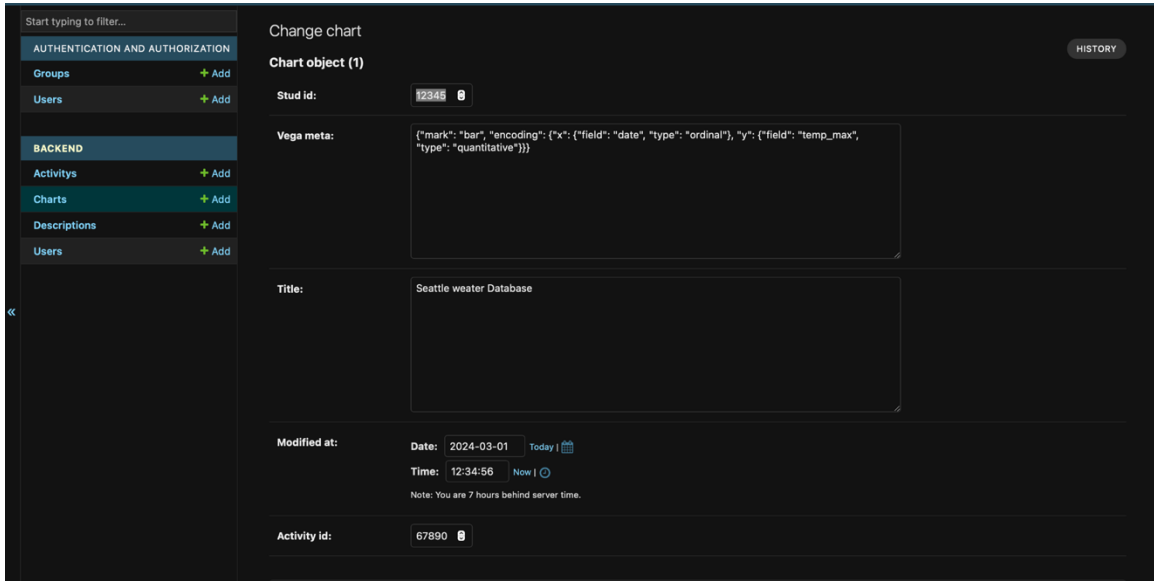 Start typing to filter...
AUTHENTICATION AND AUTHORIZATION
Groups + Add
Users + Add
BACKEND
Activitys + Add
Charts + Add
Descriptions + Add
Users + Add
«
Change chart
HISTORY
Chart object (1)
Stud id: 12345
Vega meta: {"mark": "bar", "encoding": {"x": {"field": "date", "type": "ordinal"}, "y": {"field": "temp_max",
"type": "quantitative"}}}
Title: Seattle weater Database
Modified at:
Date: 2024-03-01 Today |
Time: 12:34:56 Now |
Note: You are 7 hours behind server time.
Activity id: 67890